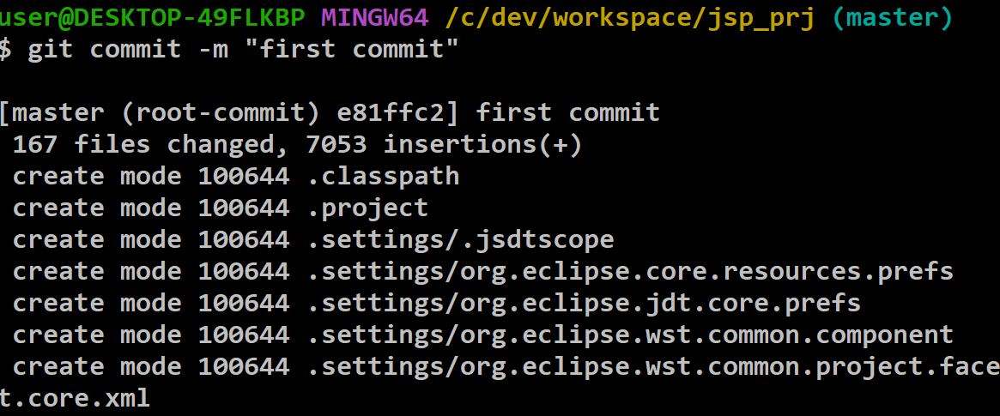 user@DESKTOP-49FLKBP MINGW64 /c/dev/workspace/jsp_prj (master)
$ git commit -m "first commit"
[master (root-commit) e81ffc2] first commit
 167 files changed, 7053 insertions(+)
 create mode 100644 .classpath
 create mode 100644 .project
 create mode 100644 .settings/.jsdtscope
 create mode 100644 .settings/org.eclipse.core.resources.prefs
 create mode 100644 .settings/org.eclipse.jdt.core.prefs
 create mode 100644 .settings/org.eclipse.wst.common.component
 create mode 100644 .settings/org.eclipse.wst.common.project.face
t.core.xml